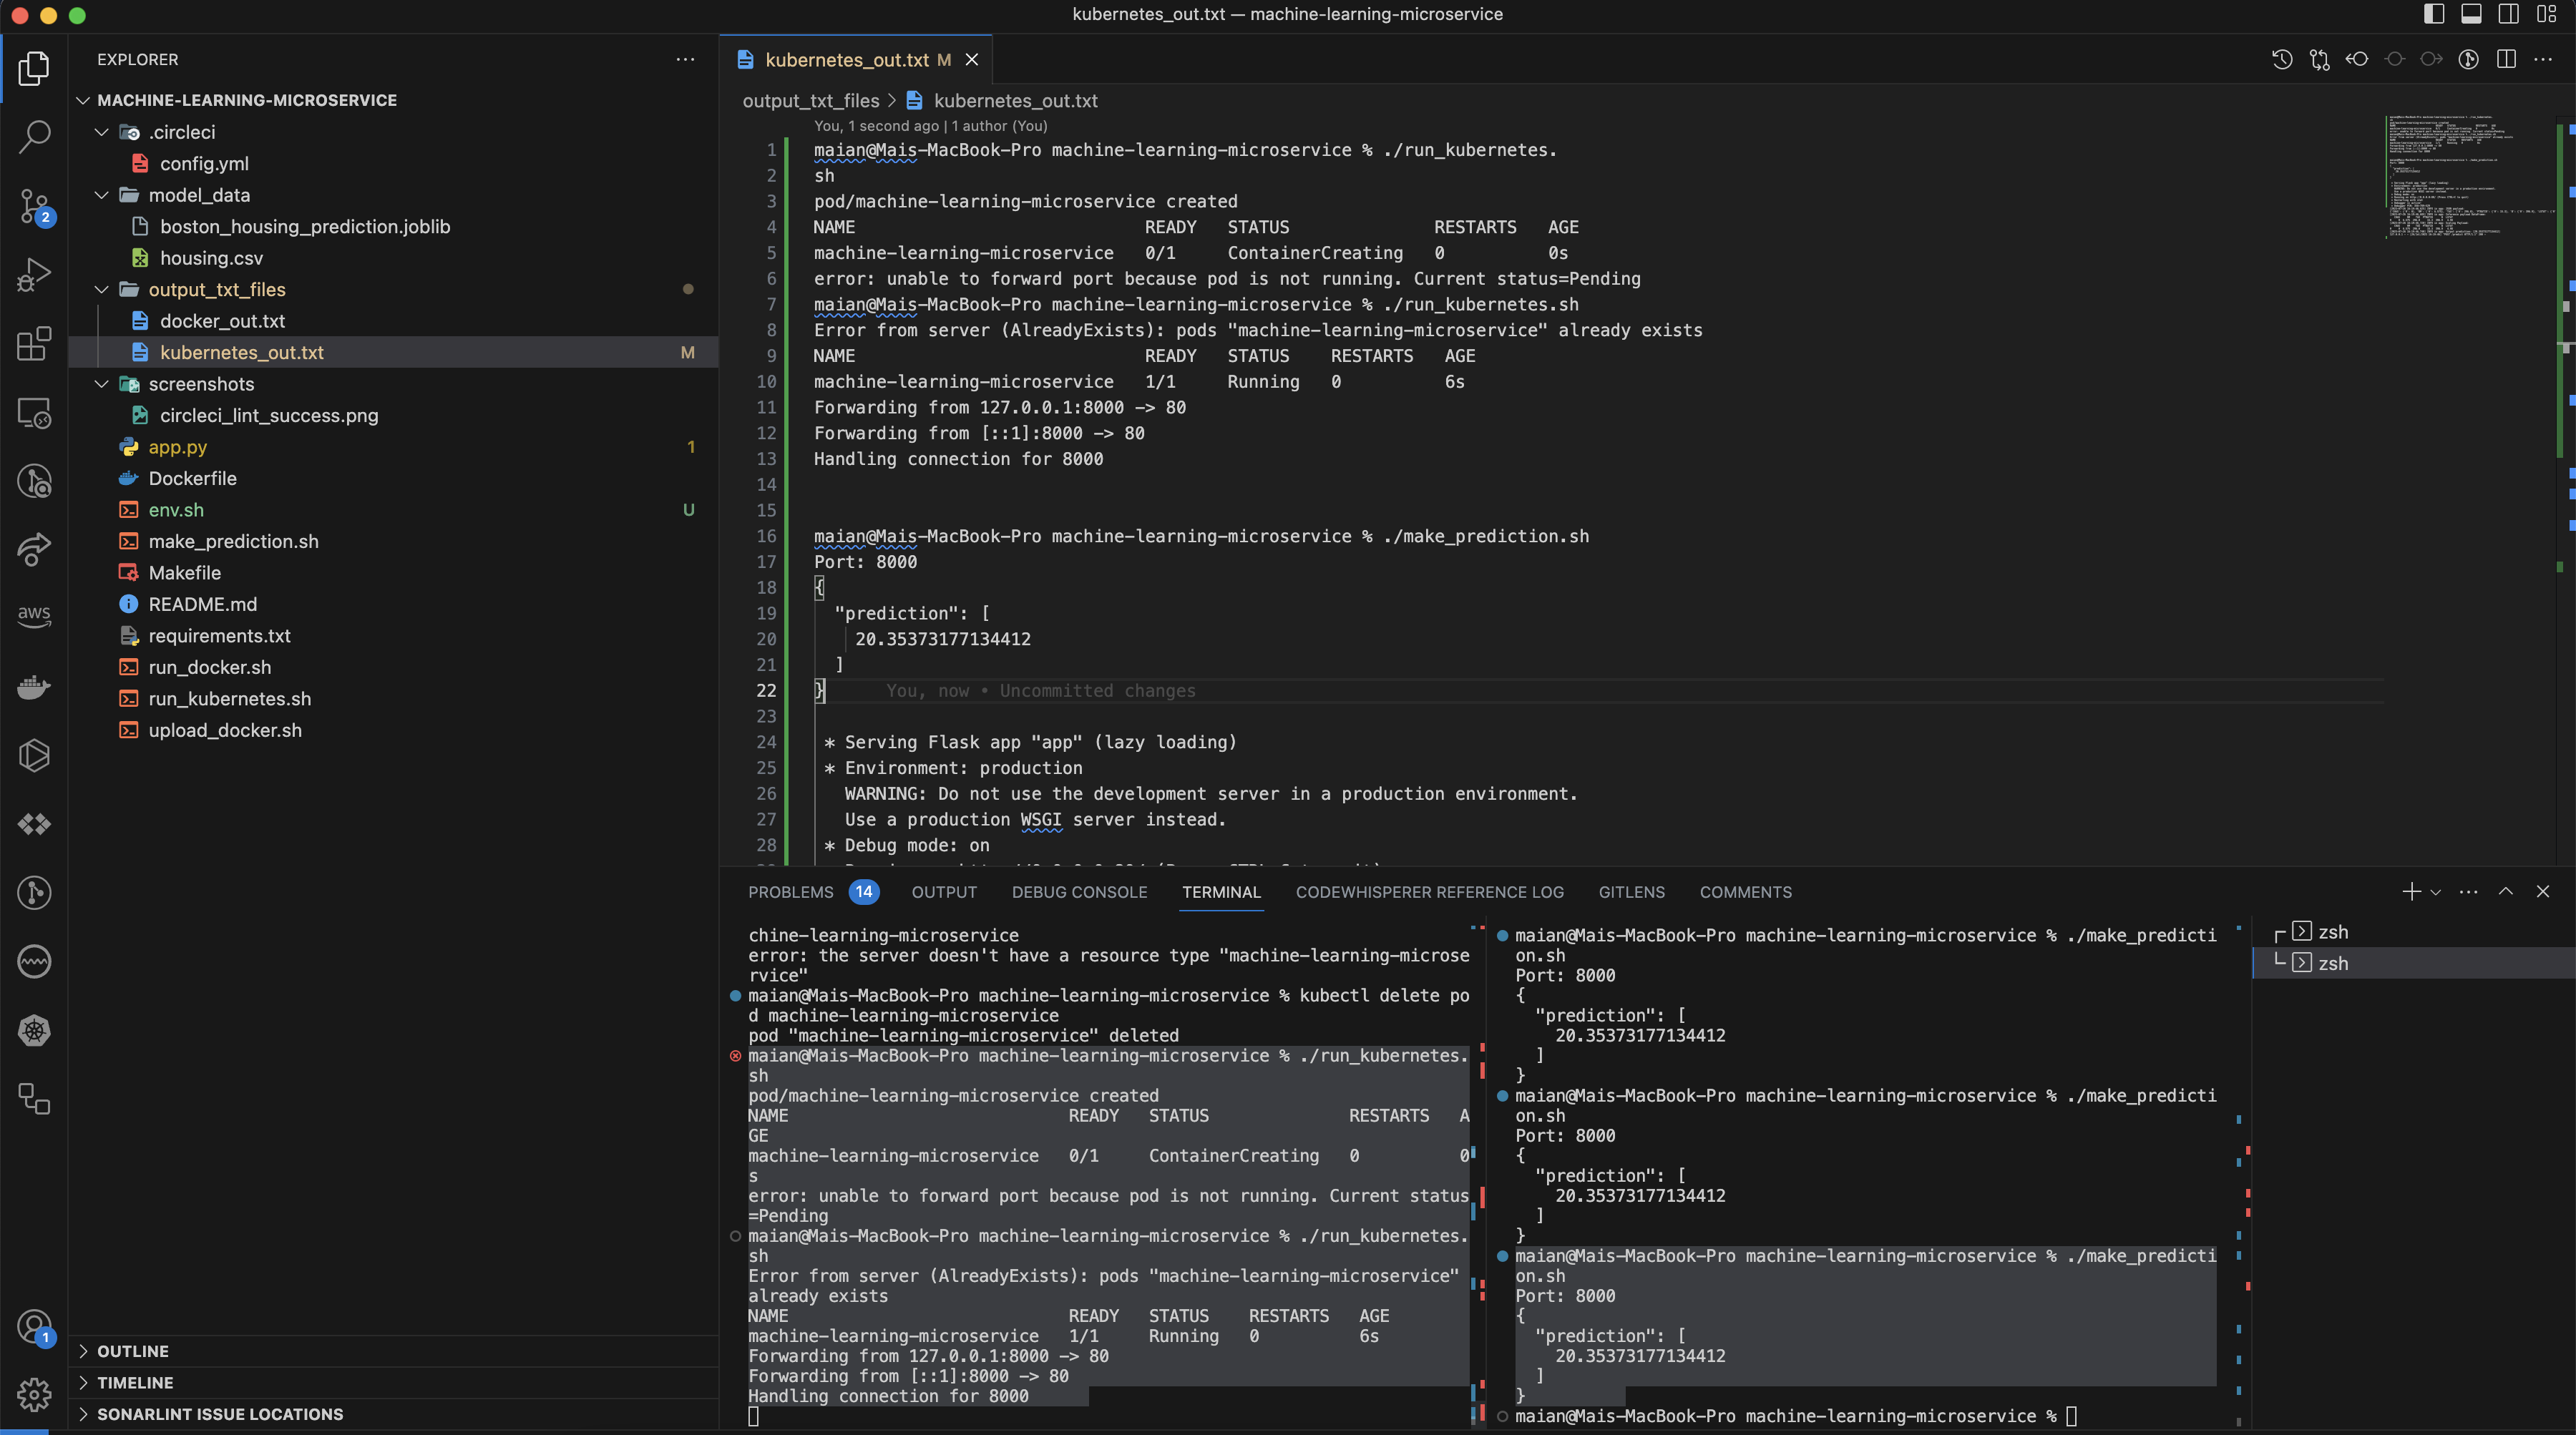 kubernetes_out.txt — machine-learning-microservice
EXPLORER
MACHINE-LEARNING-MICROSERVICE
.circleci
config.yml
model_data
boston_housing_prediction.joblib
housing.csv
output_txt_files
docker_out.txt
kubernetes_out.txt M
screenshots
circleci_lint_success.png
app.py 1
Dockerfile
env.sh U
make_prediction.sh
Makefile
README.md
requirements.txt
run_docker.sh
run_kubernetes.sh
upload_docker.sh
OUTLINE
TIMELINE
SONARLINT ISSUE LOCATIONS
2
aws
1
kubernetes_out.txt M
output_txt_files > kubernetes_out.txt
You, 1 second ago | 1 author (You)
1 maian@Mais-MacBook-Pro machine-learning-microservice % ./run_kubernetes.
2 sh
3 pod/machine-learning-microservice created
4 NAME READY STATUS RESTARTS AGE
5 machine-learning-microservice 0/1 ContainerCreating 0 0s
6 error: unable to forward port because pod is not running. Current status=Pending
7 maian@Mais-MacBook-Pro machine-learning-microservice % ./run_kubernetes.sh
8 Error from server (AlreadyExists): pods "machine-learning-microservice" already exists
9 NAME READY STATUS RESTARTS AGE
10 machine-learning-microservice 1/1 Running 0 6s
11 Forwarding from 127.0.0.1:8000 -> 80
12 Forwarding from [::1]:8000 -> 80
13 Handling connection for 8000
14
15
16 maian@Mais-MacBook-Pro machine-learning-microservice % ./make_prediction.sh
17 Port: 8000
18 {
19 "prediction": [
20 20.35373177134412
21 ]
22 } You, now • Uncommitted changes
23
24 * Serving Flask app "app" (lazy loading)
25 * Environment: production
26 WARNING: Do not use the development server in a production environment.
27 Use a production WSGI server instead.
28 * Debug mode: on
PROBLEMS 14 OUTPUT DEBUG CONSOLE TERMINAL CODEWHISPERER REFERENCE LOG GITLENS COMMENTS
chine-learning-microservice
error: the server doesn't have a resource type "machine-learning-microse
rvice"
maian@Mais-MacBook-Pro machine-learning-microservice % kubectl delete po
d machine-learning-microservice
pod "machine-learning-microservice" deleted
maian@Mais-MacBook-Pro machine-learning-microservice % ./run_kubernetes.
sh
pod/machine-learning-microservice created
NAME READY STATUS RESTARTS A
GE
machine-learning-microservice 0/1 ContainerCreating 0 0
s
error: unable to forward port because pod is not running. Current status
=Pending
maian@Mais-MacBook-Pro machine-learning-microservice % ./run_kubernetes.
sh
Error from server (AlreadyExists): pods "machine-learning-microservice"
already exists
NAME READY STATUS RESTARTS AGE
machine-learning-microservice 1/1 Running 0 6s
Forwarding from 127.0.0.1:8000 -> 80
Forwarding from [::1]:8000 -> 80
Handling connection for 8000
maian@Mais-MacBook-Pro machine-learning-microservice % ./make_predicti
on.sh
Port: 8000
{
"prediction": [
20.35373177134412
]
}
maian@Mais-MacBook-Pro machine-learning-microservice % ./make_predicti
on.sh
Port: 8000
{
"prediction": [
20.35373177134412
]
}
maian@Mais-MacBook-Pro machine-learning-microservice % ./make_predicti
on.sh
Port: 8000
{
"prediction": [
20.35373177134412
]
}
maian@Mais-MacBook-Pro machine-learning-microservice %
zsh
zsh